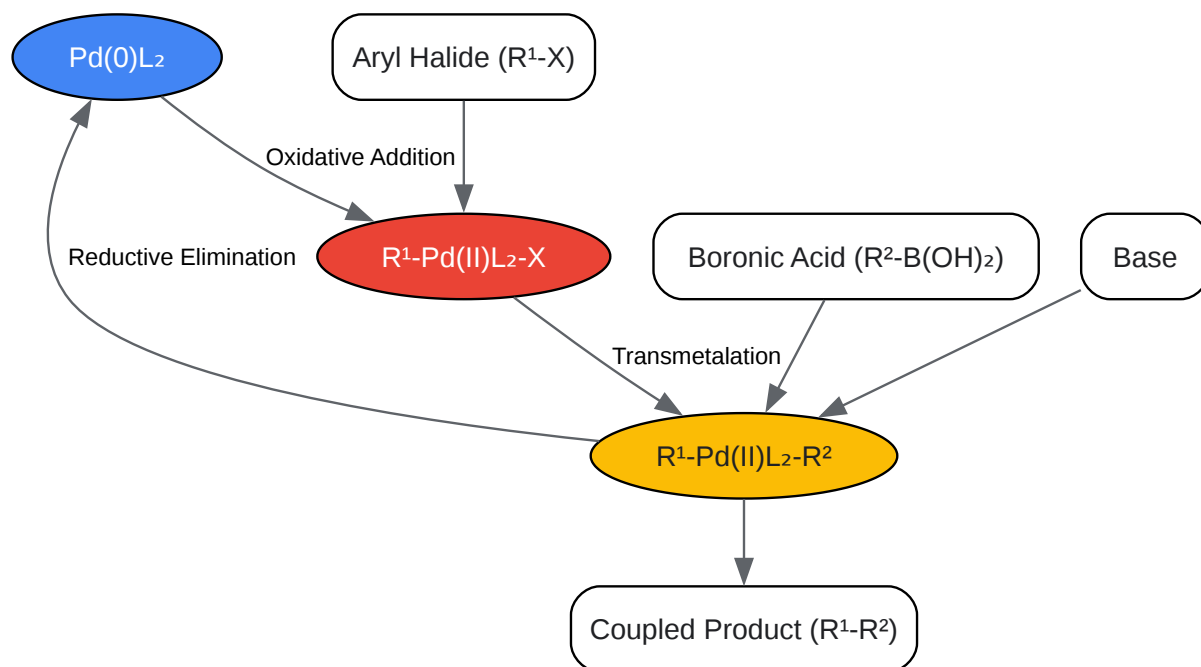 Pd(0)L₂
Aryl Halide (R¹-X)
Oxidative Addition
Reductive Elimination
R¹-Pd(II)L₂-X
Boronic Acid (R²-B(OH)₂)
Base
Transmetalation
R¹-Pd(II)L₂-R²
Coupled Product (R¹-R²)